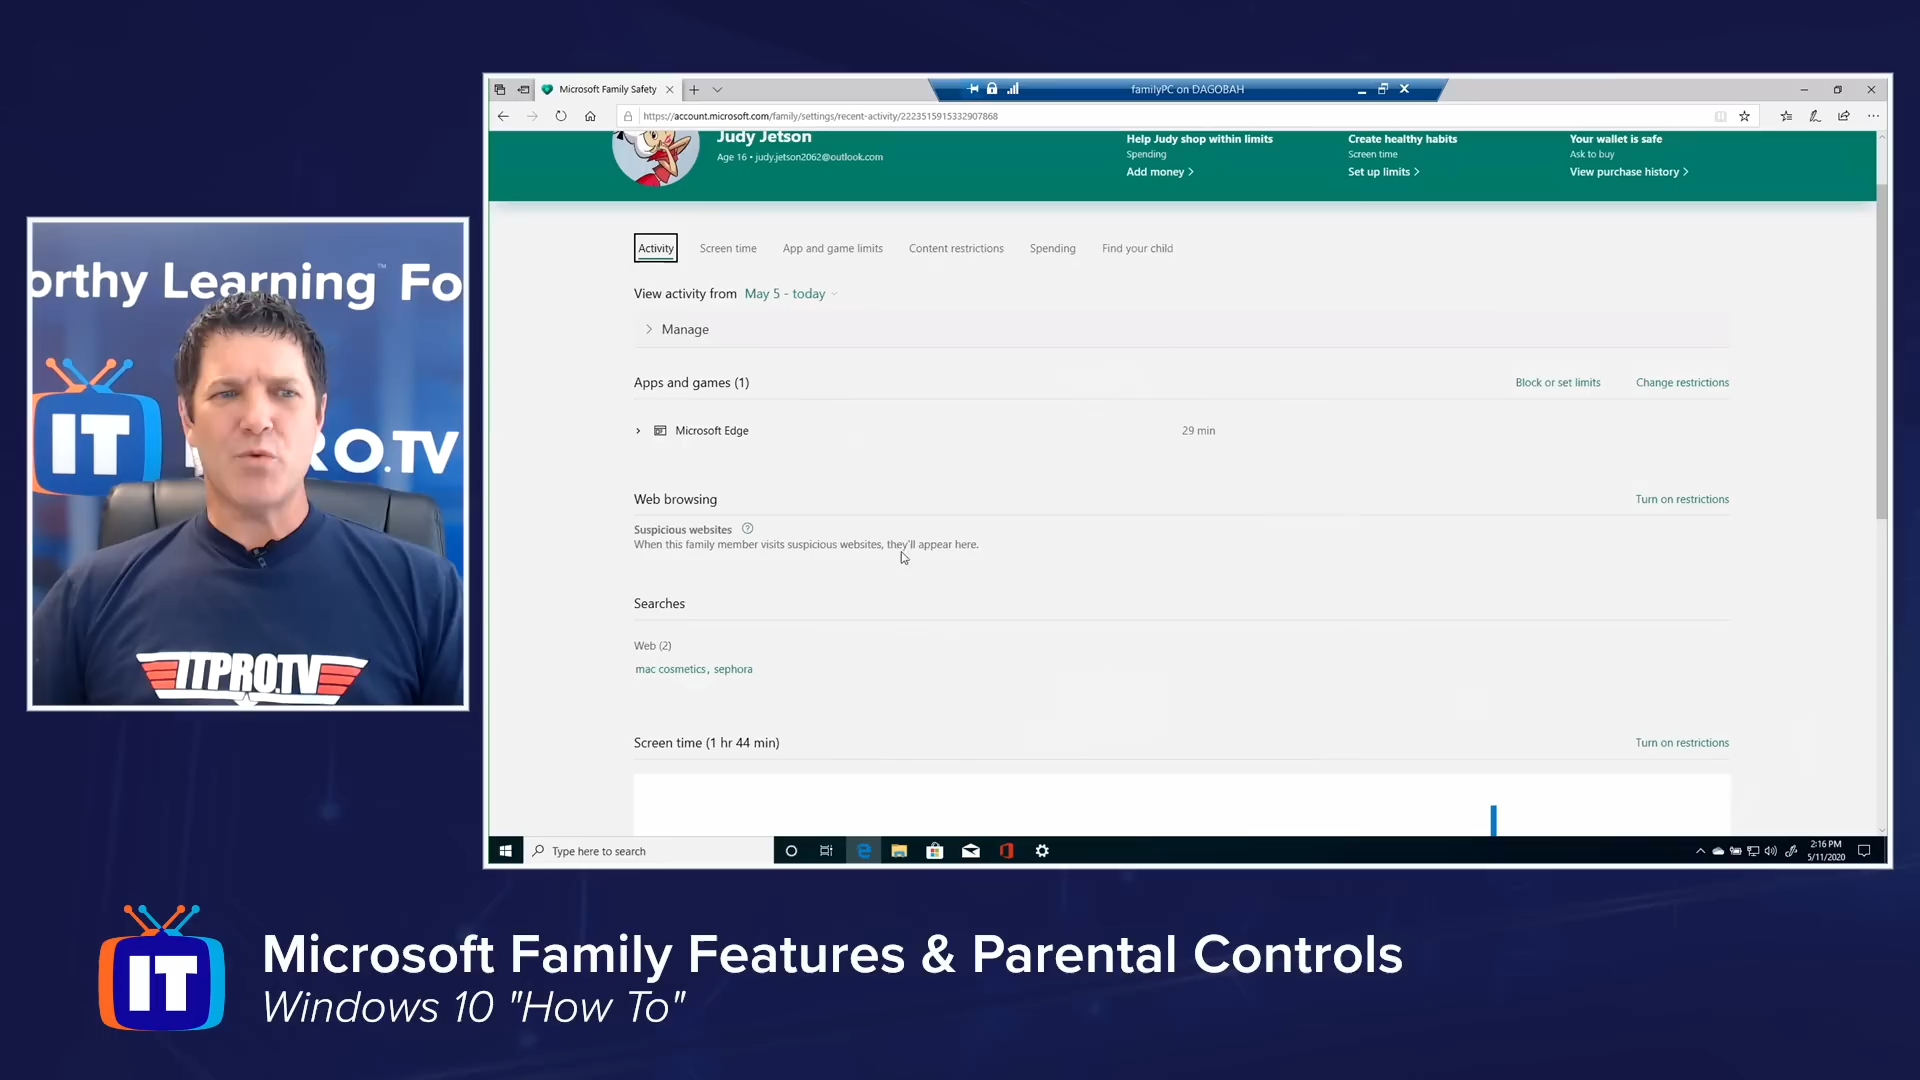 Microsoft Family Safety
familyPC on DAGOBAH
https://account.microsoft.com/family/settings/recent-activity/2223515915332907868
Judy Jetson
Age 16 • judy.jetson2062@outlook.com
Help Judy shop within limits
Spending
Add money
Create healthy habits
Screen time
Set up limits
Your wallet is safe
Ask to buy
View purchase history
Activity
Screen time
App and game limits
Content restrictions
Spending
Find your child
View activity from May 5 - today
Manage
Apps and games (1)
Block or set limits
Change restrictions
Microsoft Edge
29 min
Web browsing
Turn on restrictions
Suspicious websites
When this family member visits suspicious websites, they'll appear here.
Searches
Web (2)
mac cosmetics, sephora
Screen time (1 hr 44 min)
Turn on restrictions
Type here to search
2:16 PM
5/11/2020
orthy Learning™ Fo
IT
RO.TV
ITPRO.TV
IT
Microsoft Family Features & Parental Controls
Windows 10 "How To"